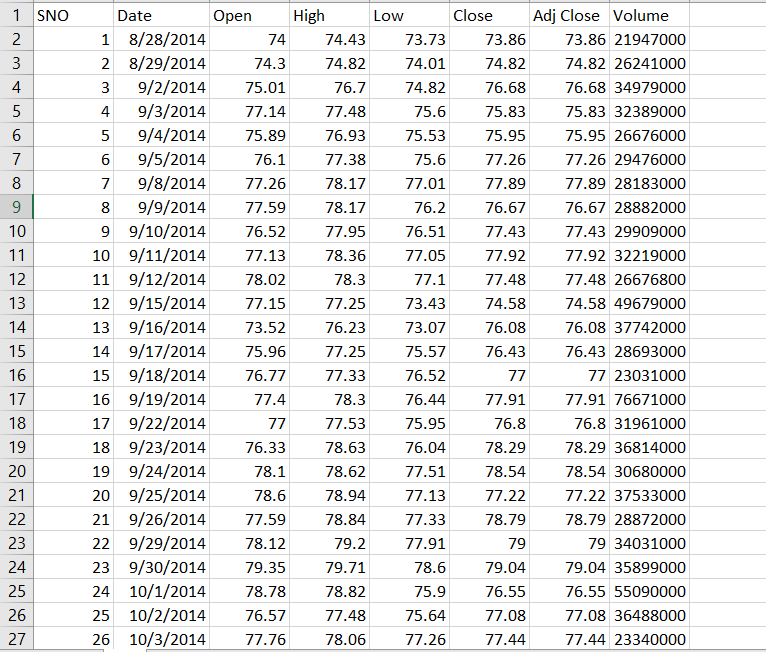 1 SNO Date Open High Low Close Adj Close Volume
2 1 8/28/2014 74 74.43 73.73 73.86 73.86 21947000
3 2 8/29/2014 74.3 74.82 74.01 74.82 74.82 26241000
4 3 9/2/2014 75.01 76.7 74.82 76.68 76.68 34979000
5 4 9/3/2014 77.14 77.48 75.6 75.83 75.83 32389000
6 5 9/4/2014 75.89 76.93 75.53 75.95 75.95 26676000
7 6 9/5/2014 76.1 77.38 75.6 77.26 77.26 29476000
8 7 9/8/2014 77.26 78.17 77.01 77.89 77.89 28183000
9 8 9/9/2014 77.59 78.17 76.2 76.67 76.67 28882000
10 9 9/10/2014 76.52 77.95 76.51 77.43 77.43 29909000
11 10 9/11/2014 77.13 78.36 77.05 77.92 77.92 32219000
12 11 9/12/2014 78.02 78.3 77.1 77.48 77.48 26676800
13 12 9/15/2014 77.15 77.25 73.43 74.58 74.58 49679000
14 13 9/16/2014 73.52 76.23 73.07 76.08 76.08 37742000
15 14 9/17/2014 75.96 77.25 75.57 76.43 76.43 28693000
16 15 9/18/2014 76.77 77.33 76.52 77 77 23031000
17 16 9/19/2014 77.4 78.3 76.44 77.91 77.91 76671000
18 17 9/22/2014 77 77.53 75.95 76.8 76.8 31961000
19 18 9/23/2014 76.33 78.63 76.04 78.29 78.29 36814000
20 19 9/24/2014 78.1 78.62 77.51 78.54 78.54 30680000
21 20 9/25/2014 78.6 78.94 77.13 77.22 77.22 37533000
22 21 9/26/2014 77.59 78.84 77.33 78.79 78.79 28872000
23 22 9/29/2014 78.12 79.2 77.91 79 79 34031000
24 23 9/30/2014 79.35 79.71 78.6 79.04 79.04 35899000
25 24 10/1/2014 78.78 78.82 75.9 76.55 76.55 55090000
26 25 10/2/2014 76.57 77.48 75.64 77.08 77.08 36488000
27 26 10/3/2014 77.76 78.06 77.26 77.44 77.44 23340000